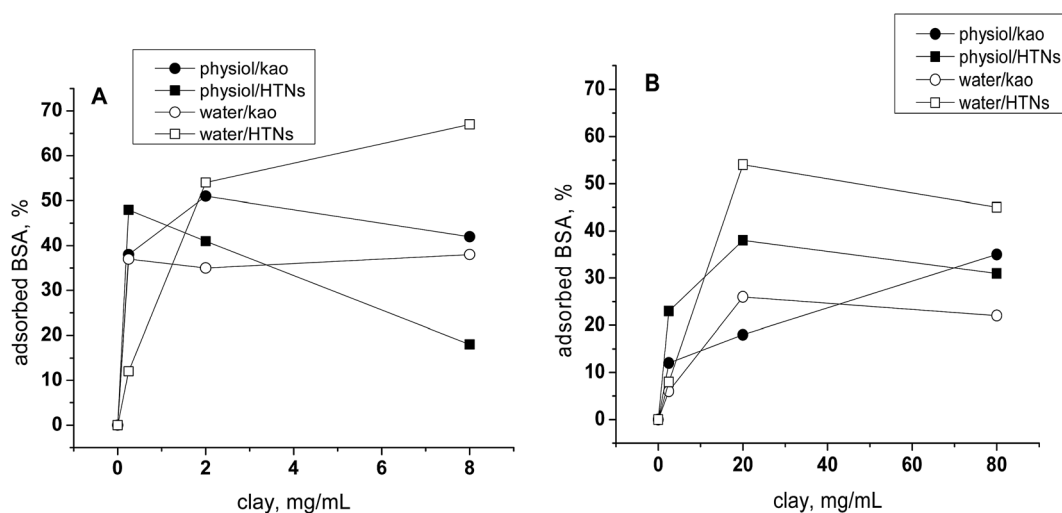 A
physiol/kao
physiol/HTNs
water/kao
water/HTNs
adsorbed BSA, %
70
60
50
40
30
20
10
0
0 2 4 6 8
clay, mg/mL
B
physiol/kao
physiol/HTNs
water/kao
water/HTNs
adsorbed BSA, %
70
60
50
40
30
20
10
0
0 20 40 60 80
clay, mg/mL